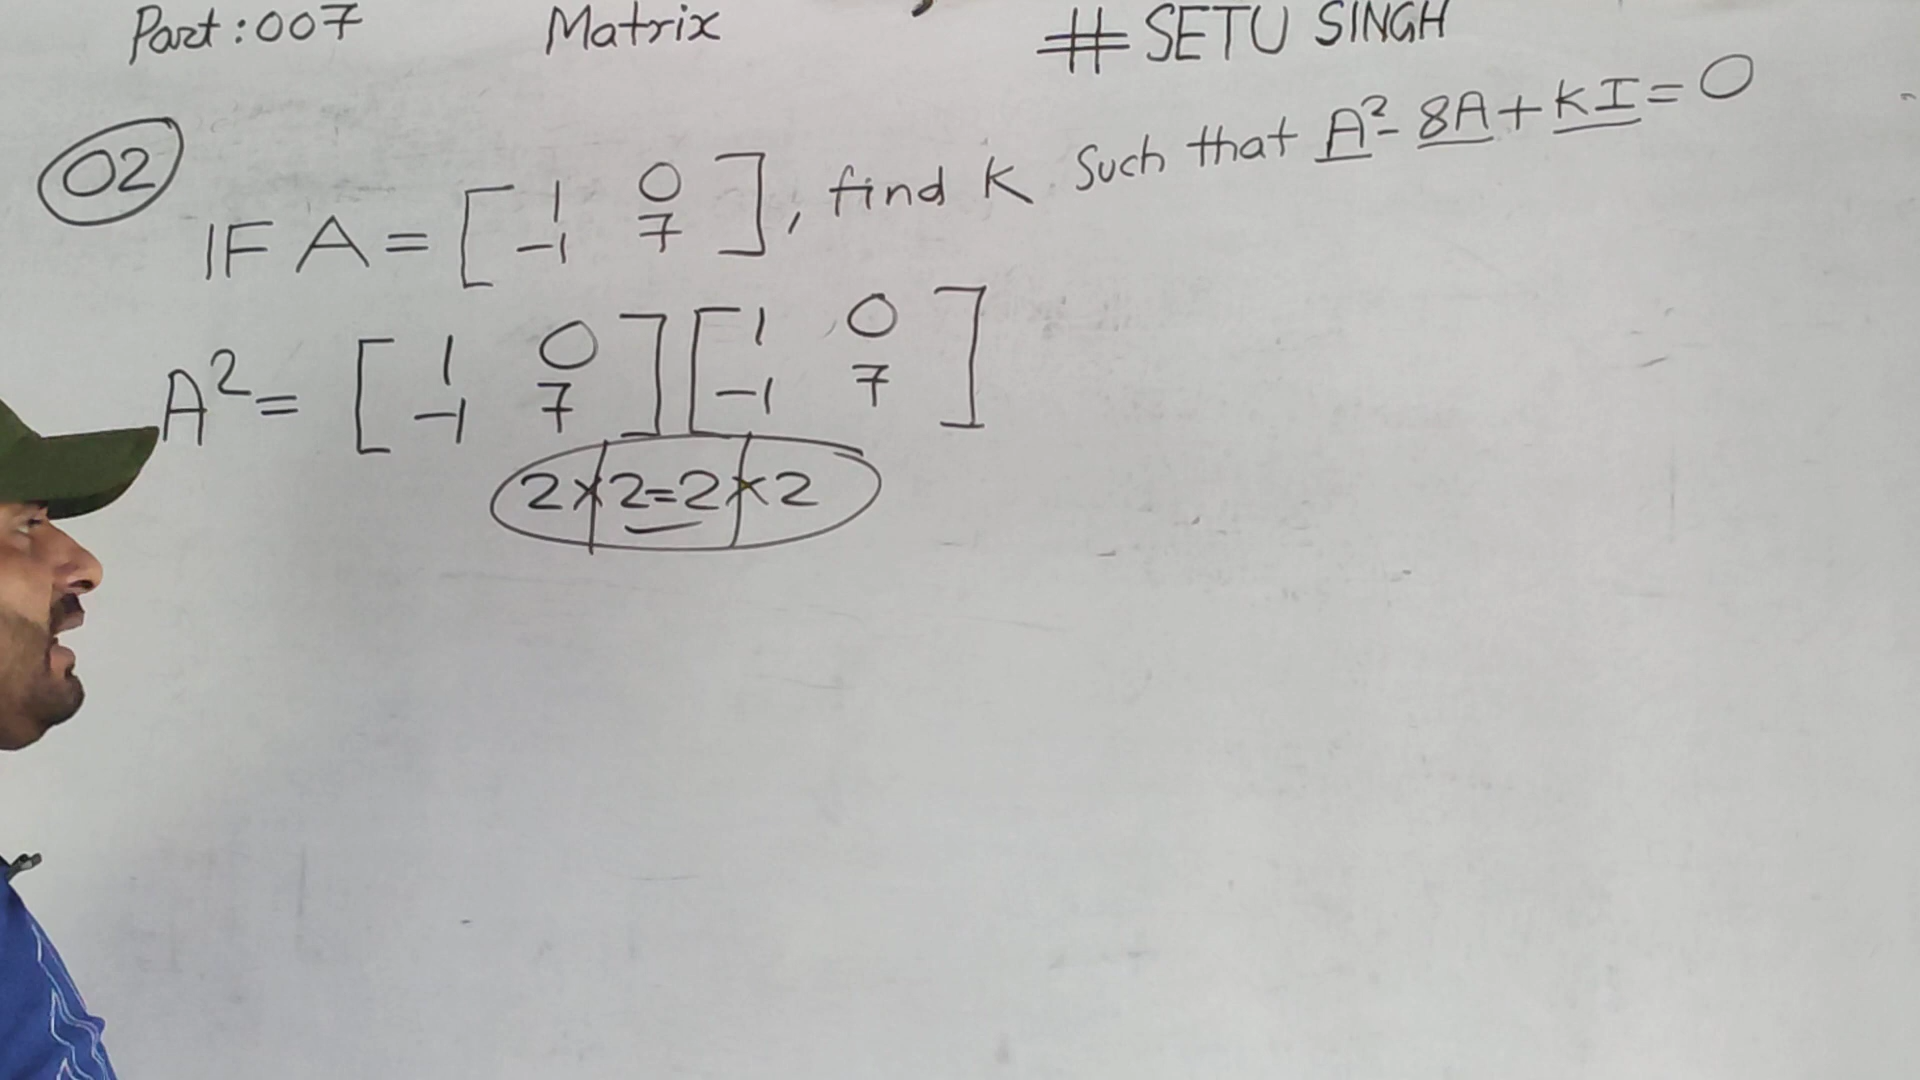 Part:007 Matrix # SETU SINGH
02
IF A = [1 0
-1 7], find K such that A²-8A+KI=0
A²= [1 0
-1 7] [1 0
-1 7]
2×2=2×2